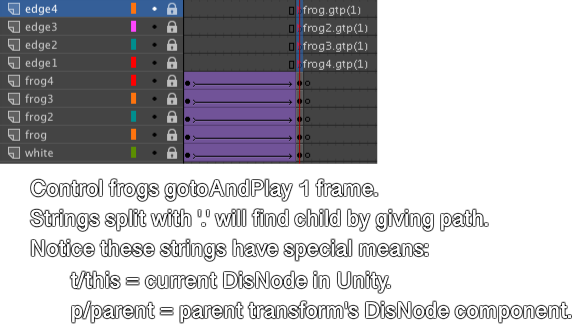 edge4 frog.gtp(1)
edge3 frog2.gtp(1)
edge2 frog3.gtp(1)
edge1 frog4.gtp(1)
frog4
frog3
frog2
frog
white
Control frogs gotoAndPlay 1 frame.
Strings split with '.' will find child by giving path.
Notice these strings have special means:
t/this = current DisNode in Unity.
p/parent = parent transform's DisNode component.